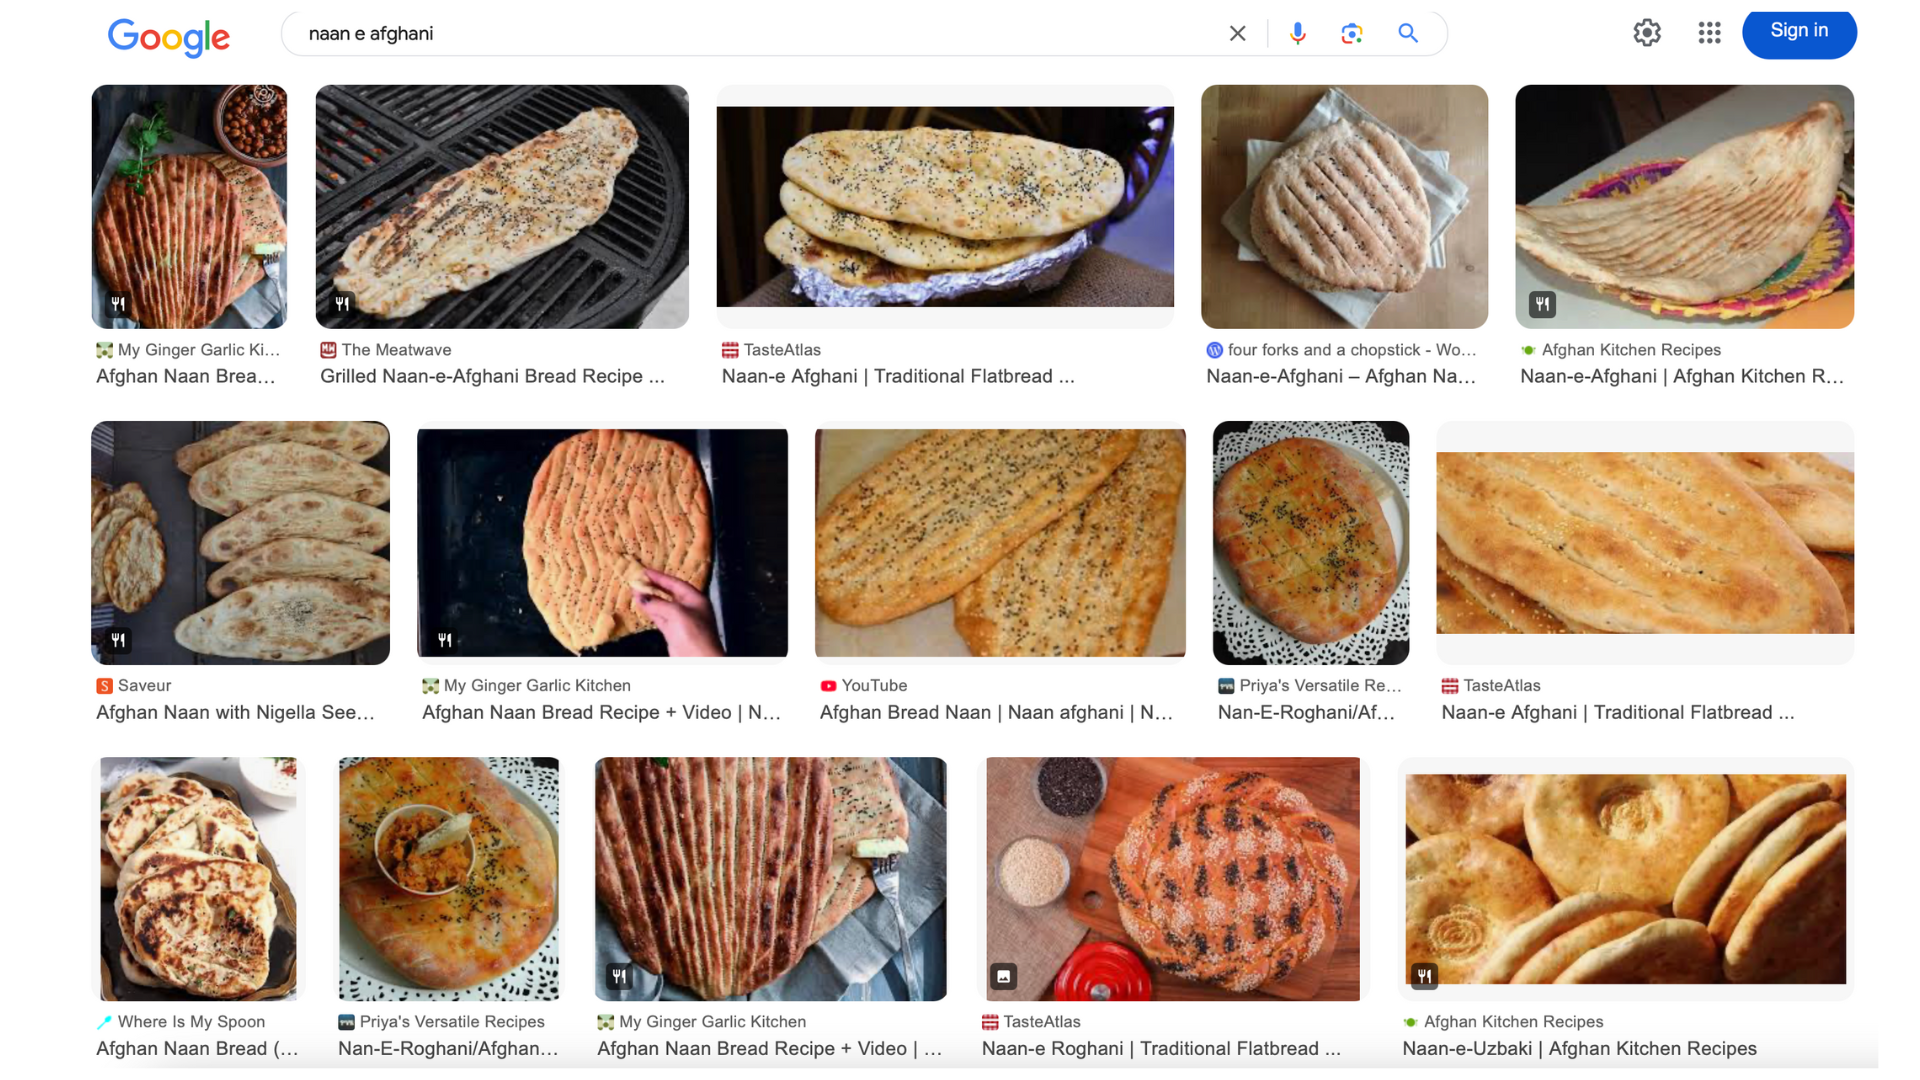 Google
naan e afghani
Sign in
My Ginger Garlic Ki...
Afghan Naan Brea...
The Meatwave
Grilled Naan-e-Afghani Bread Recipe ...
TasteAtlas
Naan-e Afghani | Traditional Flatbread ...
four forks and a chopstick - Wo...
Naan-e-Afghani – Afghan Na...
Afghan Kitchen Recipes
Naan-e-Afghani | Afghan Kitchen R...
Saveur
Afghan Naan with Nigella See...
My Ginger Garlic Kitchen
Afghan Naan Bread Recipe + Video | N...
YouTube
Afghan Bread Naan | Naan afghani | N...
Priya's Versatile Re...
Nan-E-Roghani/Af...
TasteAtlas
Naan-e Afghani | Traditional Flatbread ...
Where Is My Spoon
Afghan Naan Bread (...
Priya's Versatile Recipes
Nan-E-Roghani/Afghan...
My Ginger Garlic Kitchen
Afghan Naan Bread Recipe + Video | ...
TasteAtlas
Naan-e Roghani | Traditional Flatbread ...
Afghan Kitchen Recipes
Naan-e-Uzbaki | Afghan Kitchen Recipes